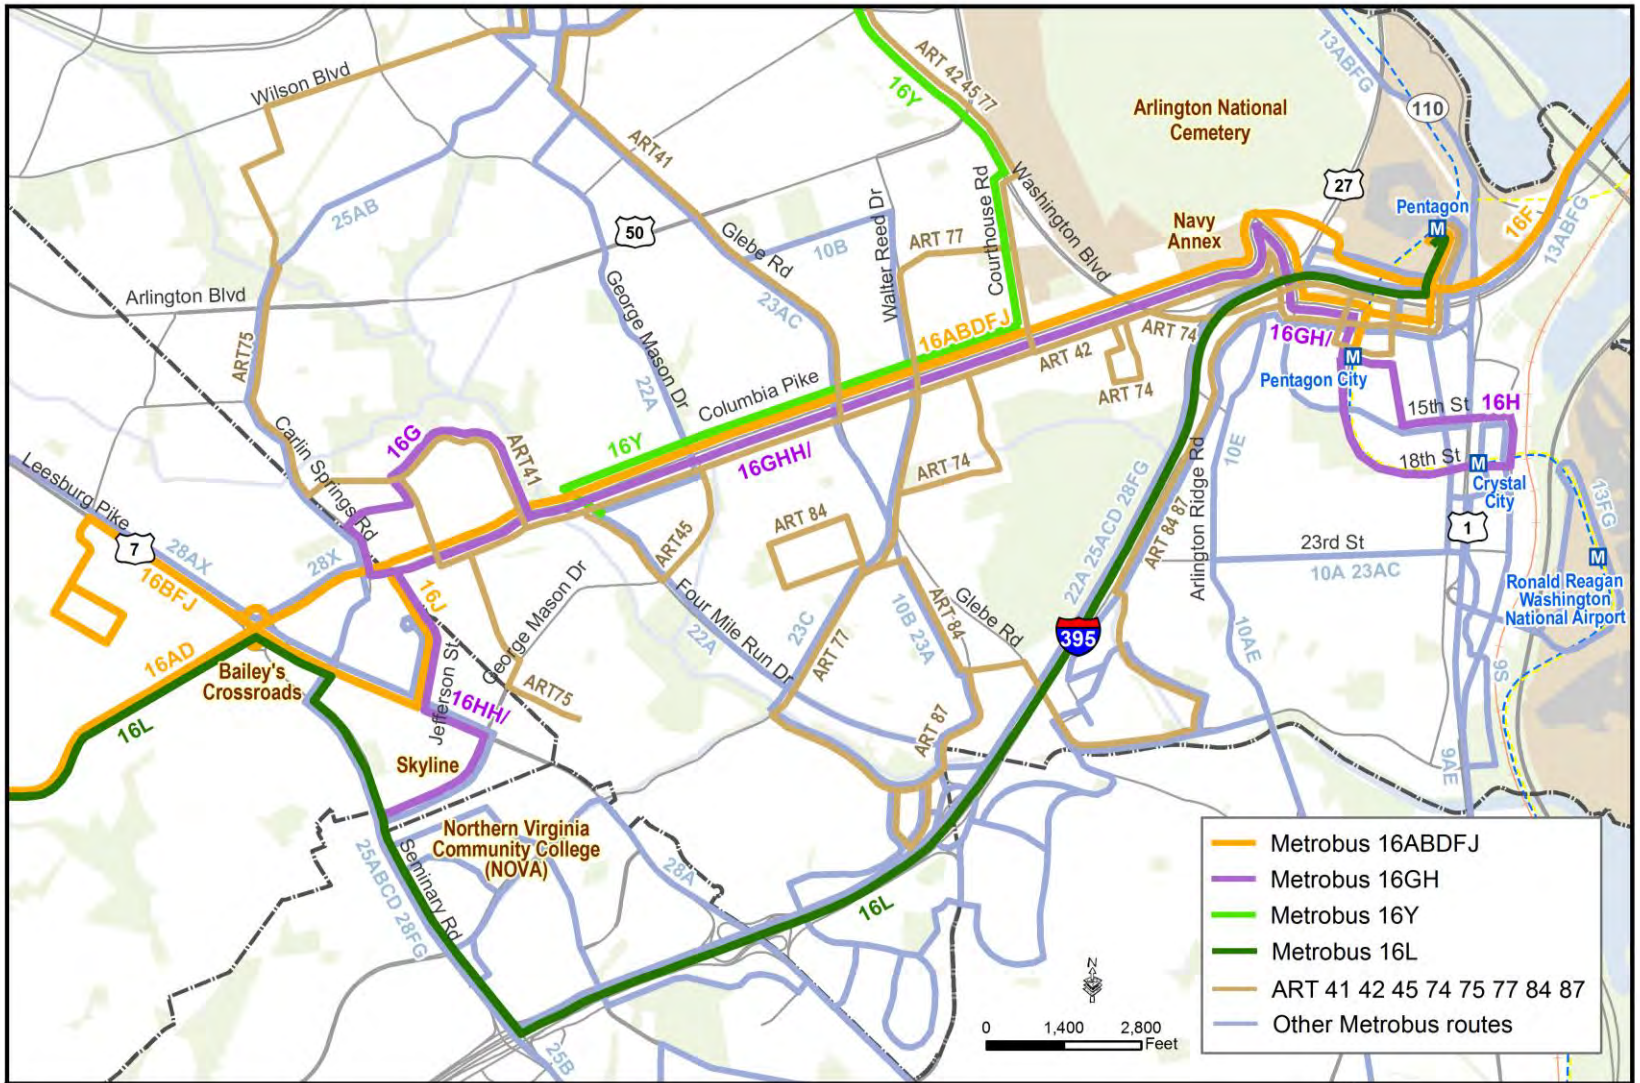 Wilson Blvd
ART 42 45 77
16Y
13ABFG
110
Arlington National
Cemetery
ART41
25AB
50
Glebe Rd
10B
Walter Reed Dr
Courthouse Rd
Washington Blvd
ART 77
Navy
Annex
27
Pentagon
M
16F
13ABFG
Arlington Blvd
George Mason Dr
23AC
ART75
16ABDFJ
ART 42
ART 74
ART 74
16GH/
M
Pentagon City
22A
Columbia Pike
15th St
16H
16G
ART41
16Y
16GHH/
18th St
M
Crystal
City
Carlin Springs Rd
ART 74
10E
Arlington Ridge Rd
Leesburg Pike
7
28AX
28X
16BFJ
ART45
ART 84
22A 25ACD 28FG
ART 84 87
1
13FG
M
23rd St
10A 23AC
Ronald Reagan
Washington
National Airport
16J
George Mason Dr
Four Mile Run Dr
22A
23C
ART 77
10B 23A
ART 84
Glebe Rd
395
10AE
9S
16AD
Bailey's
Crossroads
Jefferson St
16HH/
ART75
ART 87
16L
Skyline
9AE
Northern Virginia
Community College
(NOVA)
Seminary Rd
25ABCD 28FG
28A
16L
25B
N
0 1,400 2,800
Feet
Metrobus 16ABDFJ
Metrobus 16GH
Metrobus 16Y
Metrobus 16L
ART 41 42 45 74 75 77 84 87
Other Metrobus routes